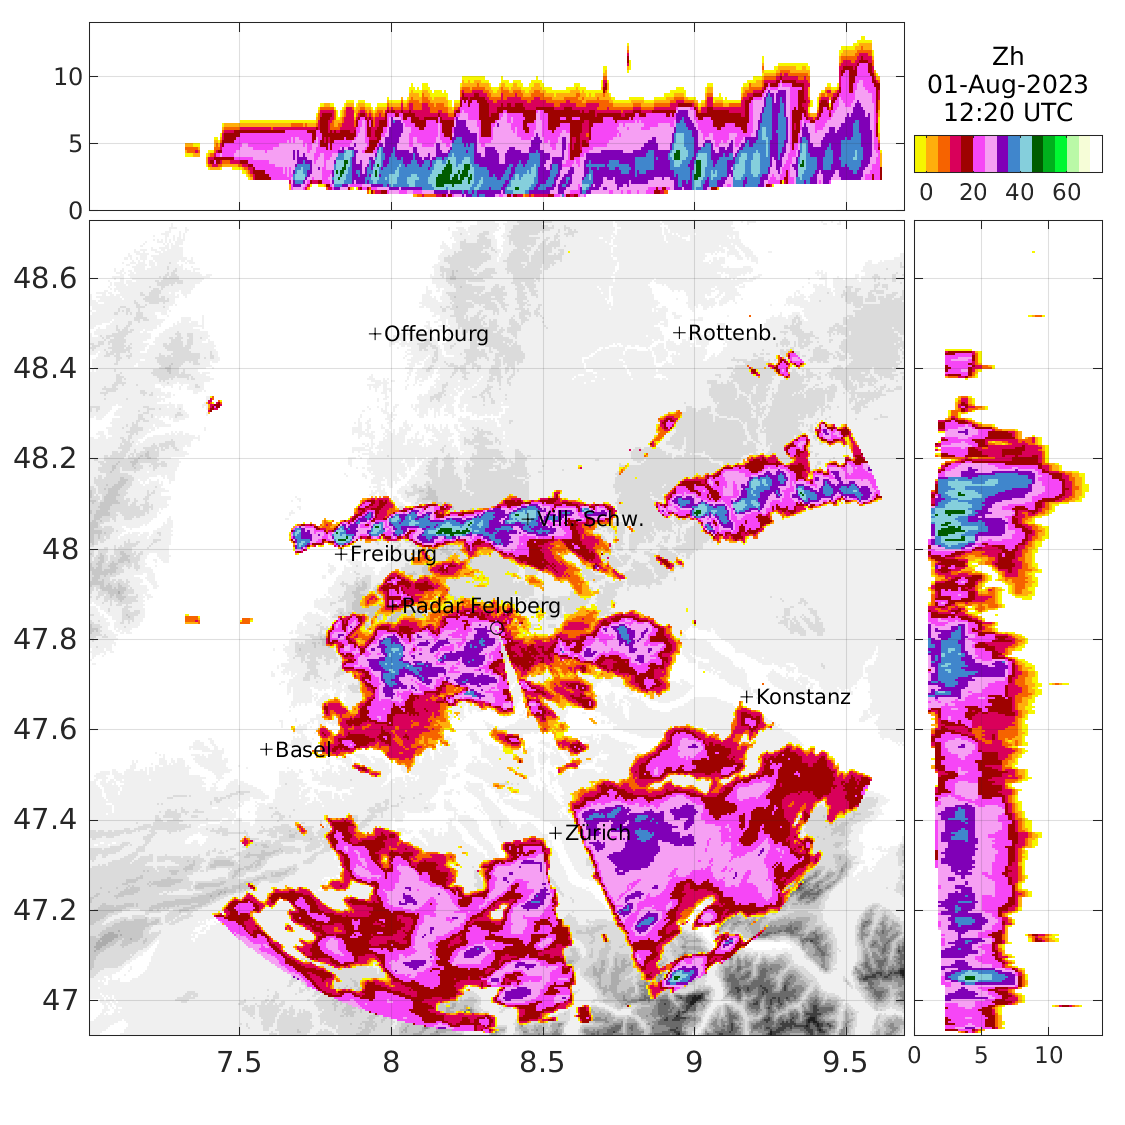 10
5
0
Zh
01-Aug-2023
12:20 UTC
0 20 40 60
48.6
48.4
48.2
48
47.8
47.6
47.4
47.2
47
+Offenburg
+Rottenb.
+Vill.-Schw.
+Freiburg
+Radar Feldberg
+Konstanz
+Basel
+Zürich
7.5 8 8.5 9 9.5
0 5 10